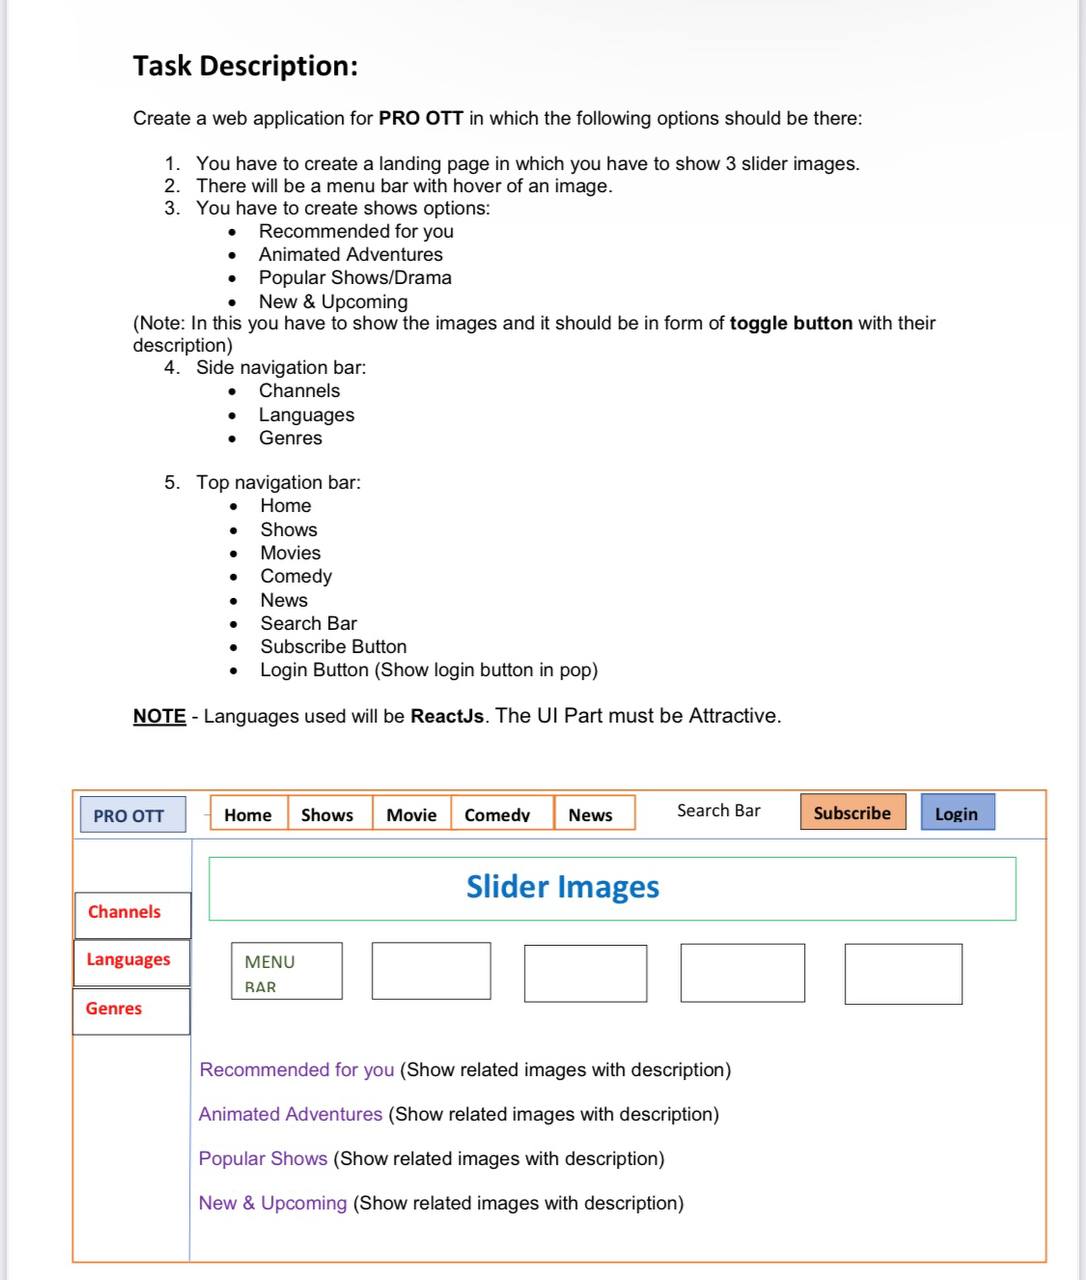 Task Description:
Create a web application for PRO OTT in which the following options should be there:
1. You have to create a landing page in which you have to show 3 slider images.
2. There will be a menu bar with hover of an image.
3. You have to create shows options:
• Recommended for you
• Animated Adventures
• Popular Shows/Drama
• New & Upcoming
(Note: In this you have to show the images and it should be in form of toggle button with their
description)
4. Side navigation bar:
• Channels
• Languages
• Genres
5. Top navigation bar:
• Home
• Shows
• Movies
• Comedy
• News
• Search Bar
• Subscribe Button
• Login Button (Show login button in pop)
NOTE - Languages used will be ReactJs. The UI Part must be Attractive.
PRO OTT Home Shows Movie Comedy News Search Bar Subscribe Login
Slider Images
Channels
Languages
Genres
MENU
BAR
Recommended for you (Show related images with description)
Animated Adventures (Show related images with description)
Popular Shows (Show related images with description)
New & Upcoming (Show related images with description)